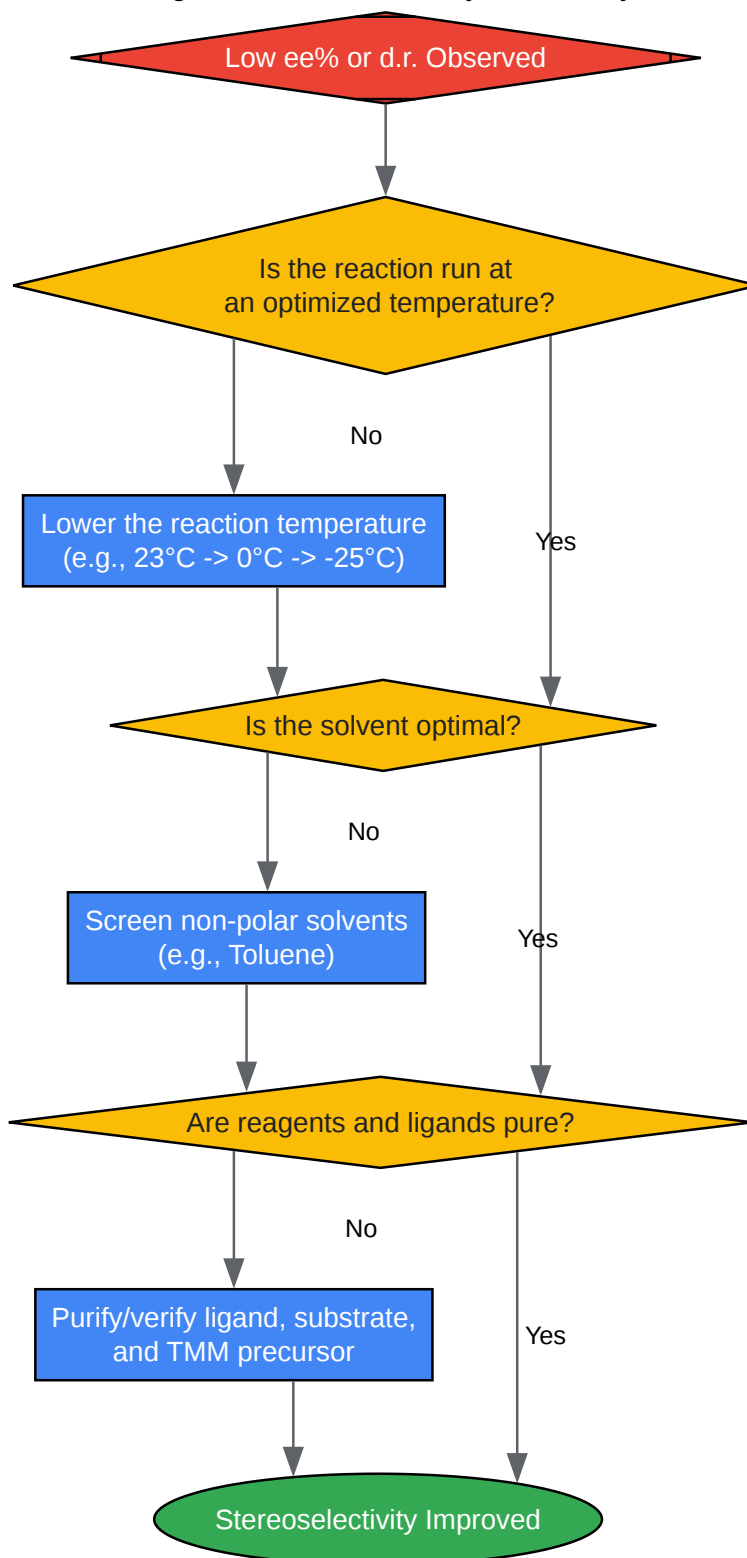 Low ee% or d.r. Observed
Is the reaction run at
an optimized temperature?
No
Lower the reaction temperature
(e.g., 23°C -> 0°C -> -25°C)
Yes
Is the solvent optimal?
No
Screen non-polar solvents
(e.g., Toluene)
Yes
Are reagents and ligands pure?
No
Purify/verify ligand, substrate,
and TMM precursor
Yes
Stereoselectivity Improved